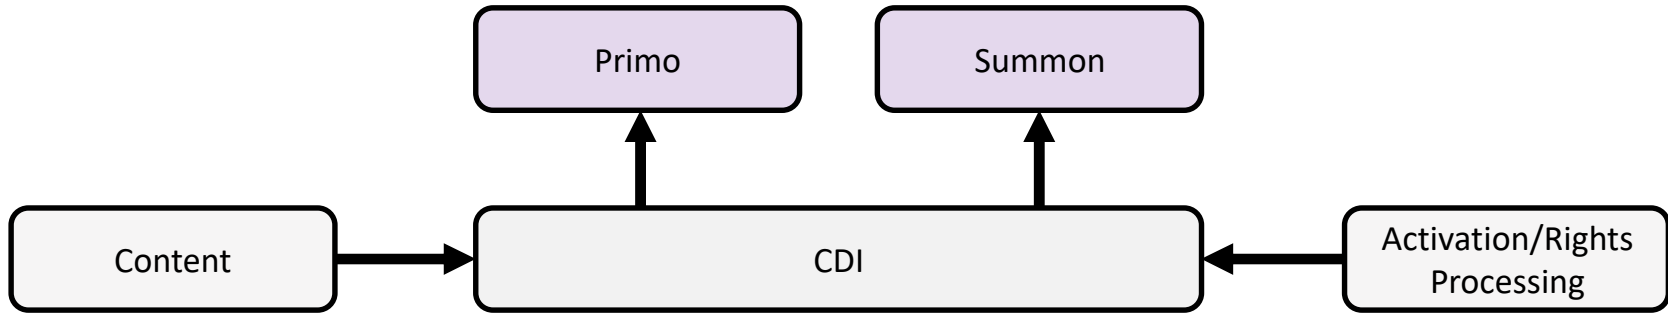 Primo
Summon
Content
CDI
Activation/Rights
Processing